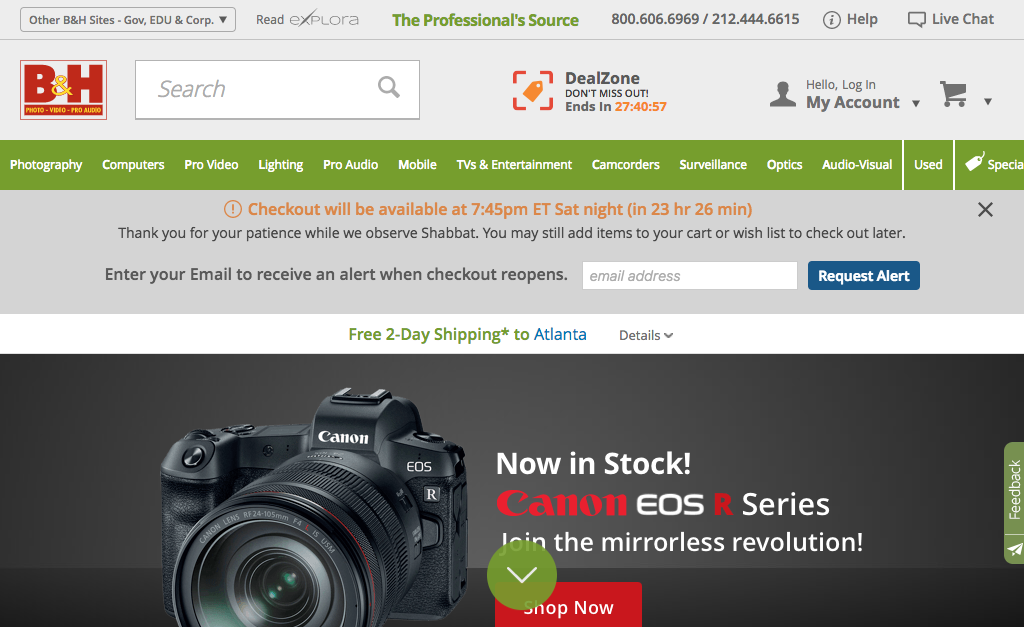 Other B&H Sites - Gov, EDU & Corp. ▼
Read explora
The Professional's Source
800.606.6969 / 212.444.6615
Help
Live Chat
B&H
PHOTO - VIDEO - PRO AUDIO
Search
DealZone
DON'T MISS OUT!
Ends In 27:40:57
Hello, Log In
My Account ▼
Photography Computers Pro Video Lighting Pro Audio Mobile TVs & Entertainment Camcorders Surveillance Optics Audio-Visual Used Specia
Checkout will be available at 7:45pm ET Sat night (in 23 hr 26 min)
Thank you for your patience while we observe Shabbat. You may still add items to your cart or wish list to check out later.
Enter your Email to receive an alert when checkout reopens.
email address
Request Alert
Free 2-Day Shipping* to Atlanta
Details
Canon
EOS
R
CANON LENS RF24-105mm F4 L IS USM
Now in Stock!
Canon EOS R Series
Join the mirrorless revolution!
Shop Now
Feedback